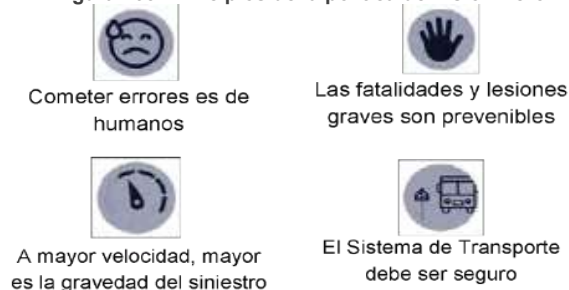 Cometer errores es de
humanos
Las fatalidades y lesiones
graves son prevenibles
A mayor velocidad, mayor
es la gravedad del siniestro
El Sistema de Transporte
debe ser seguro